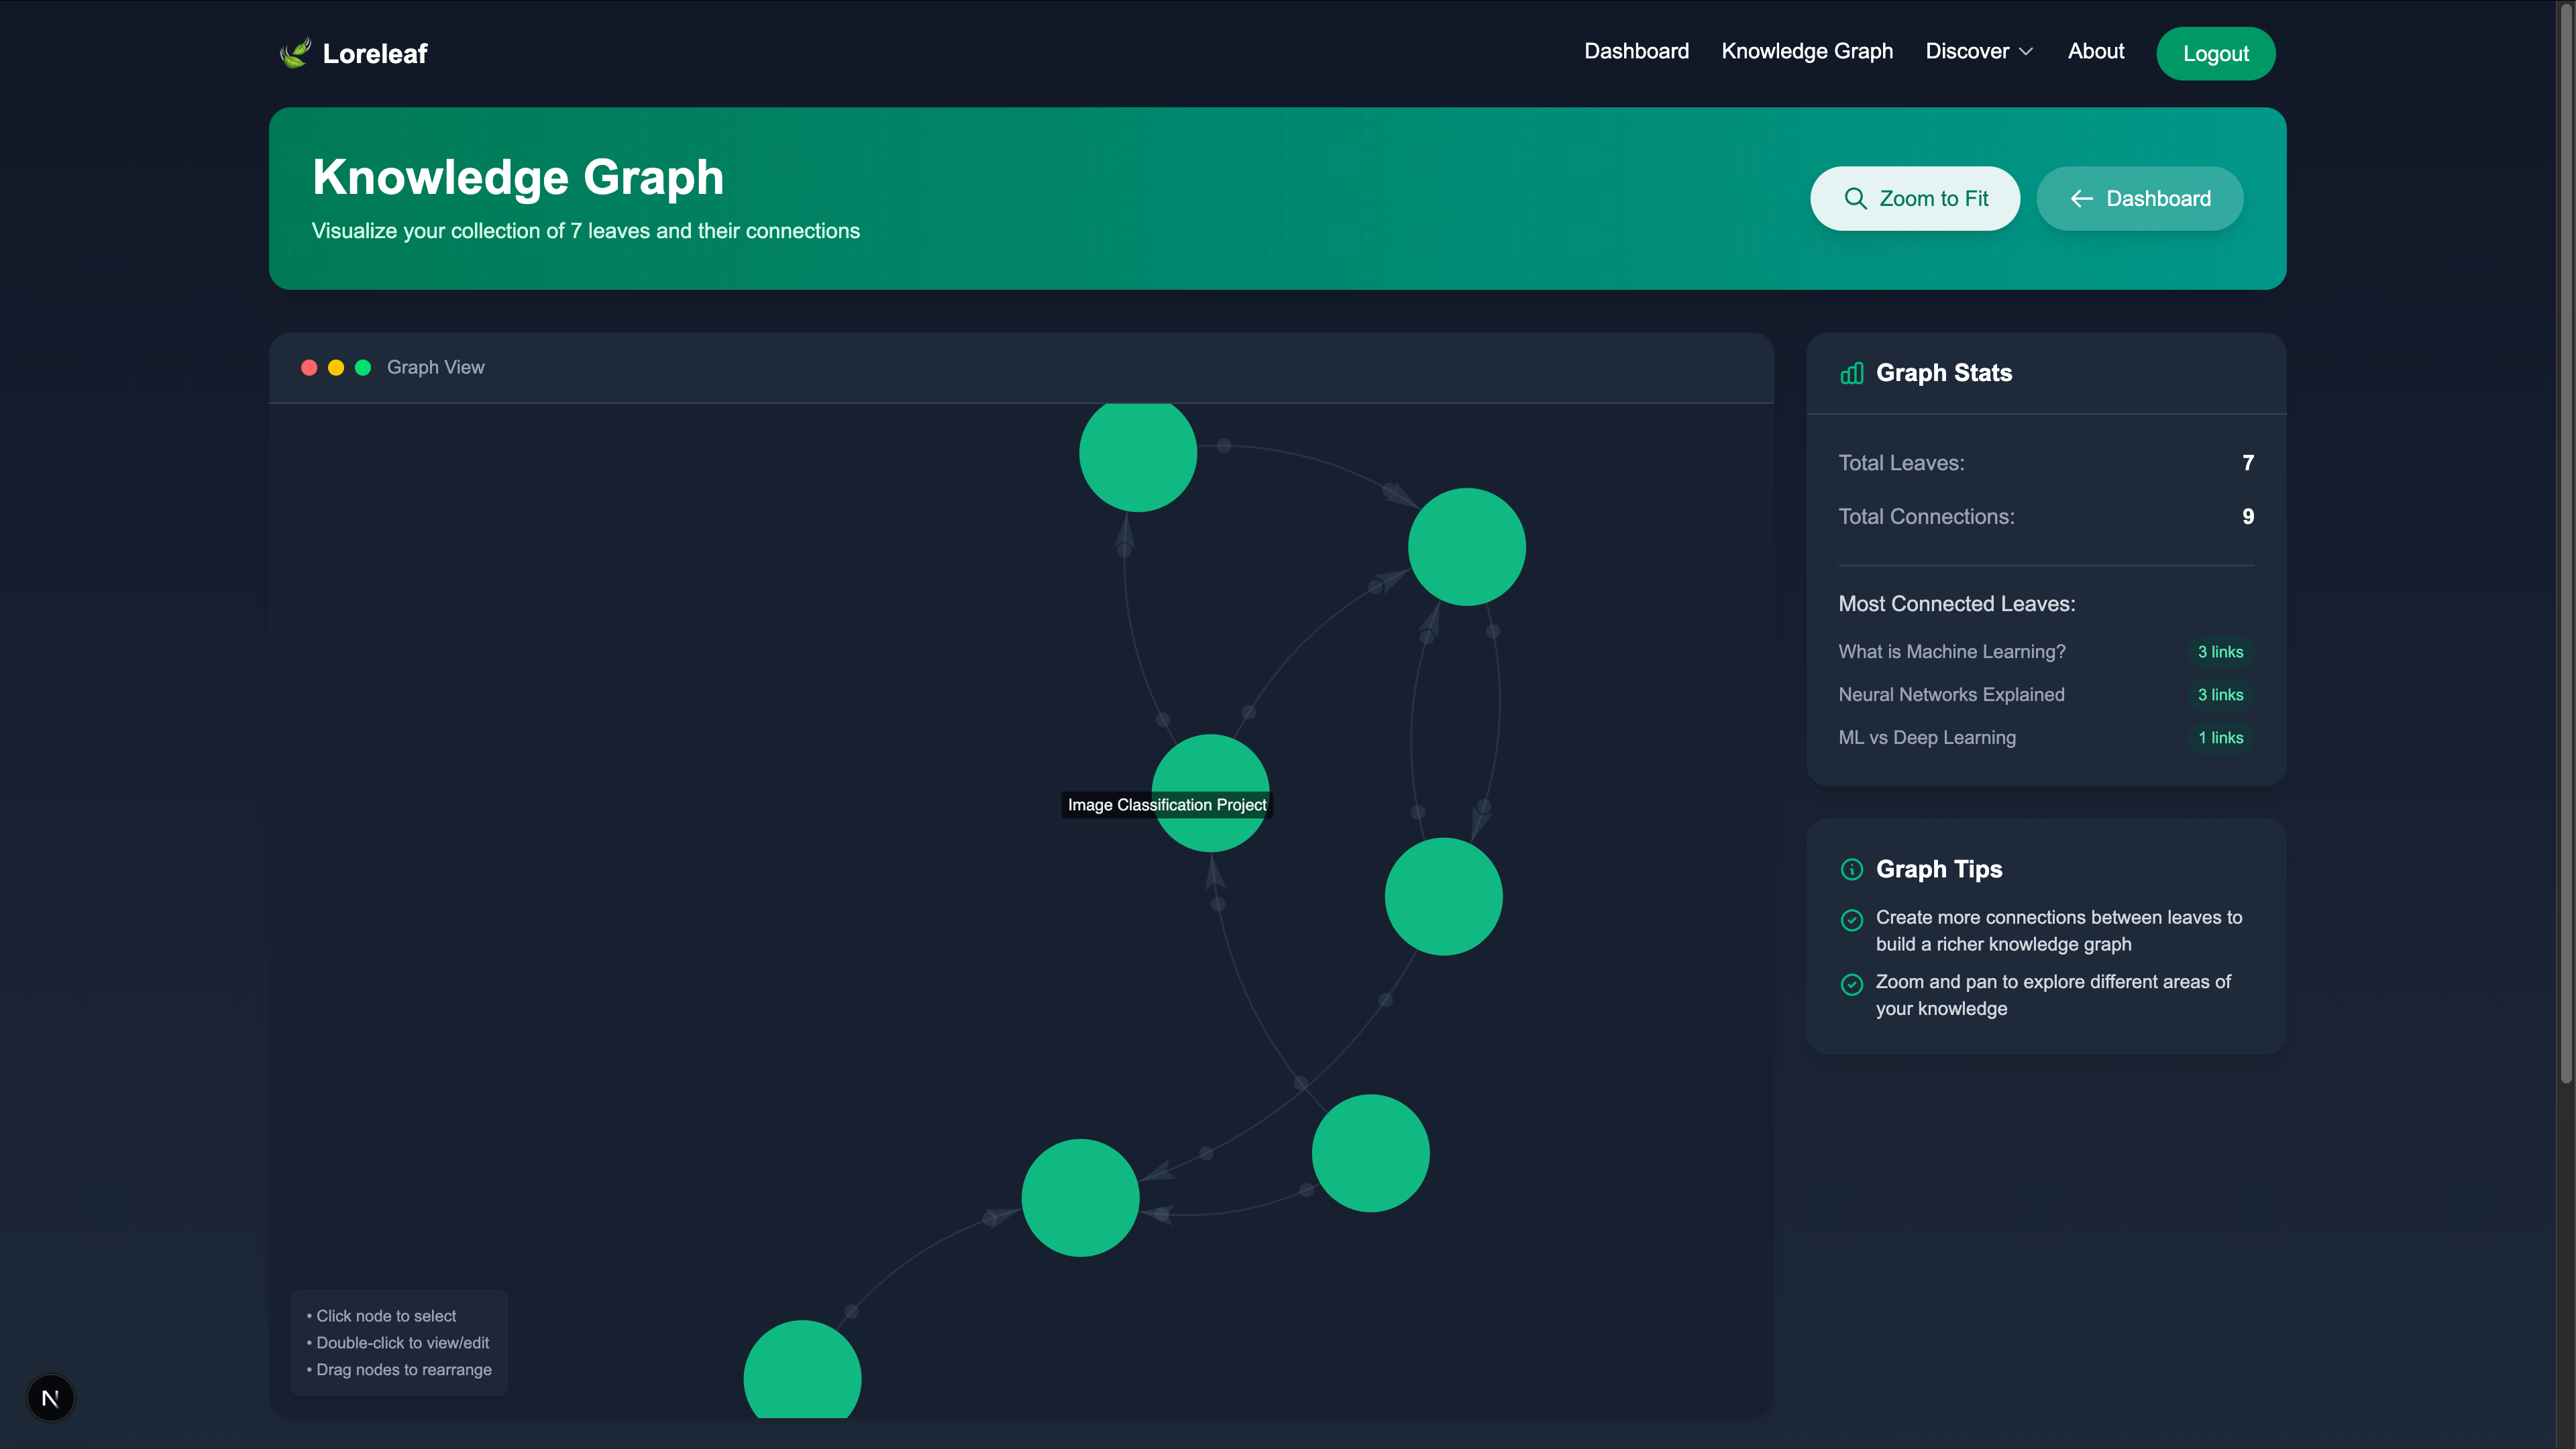 Loreleaf
Dashboard
Knowledge Graph
Discover
About
Logout
Knowledge Graph
Visualize your collection of 7 leaves and their connections
Zoom to Fit
Dashboard
Graph View
Image Classification Project
• Click node to select
• Double-click to view/edit
• Drag nodes to rearrange
Graph Stats
Total Leaves: 7
Total Connections: 9
Most Connected Leaves:
What is Machine Learning? 3 links
Neural Networks Explained 3 links
ML vs Deep Learning 1 links
Graph Tips
Create more connections between leaves to
build a richer knowledge graph
Zoom and pan to explore different areas of
your knowledge
N